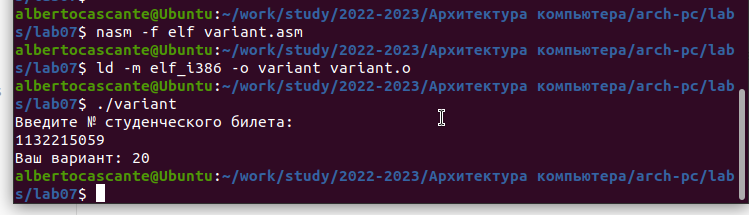 albertocascante@Ubuntu:~/work/study/2022-2023/Архитектура компьютера/arch-pc/lab
s/lab07$ nasm -f elf variant.asm
albertocascante@Ubuntu:~/work/study/2022-2023/Архитектура компьютера/arch-pc/lab
s/lab07$ ld -m elf_i386 -o variant variant.o
albertocascante@Ubuntu:~/work/study/2022-2023/Архитектура компьютера/arch-pc/lab
s/lab07$ ./variant
Введите № студенческого билета:
1132215059
Ваш вариант: 20
albertocascante@Ubuntu:~/work/study/2022-2023/Архитектура компьютера/arch-pc/lab
s/lab07$